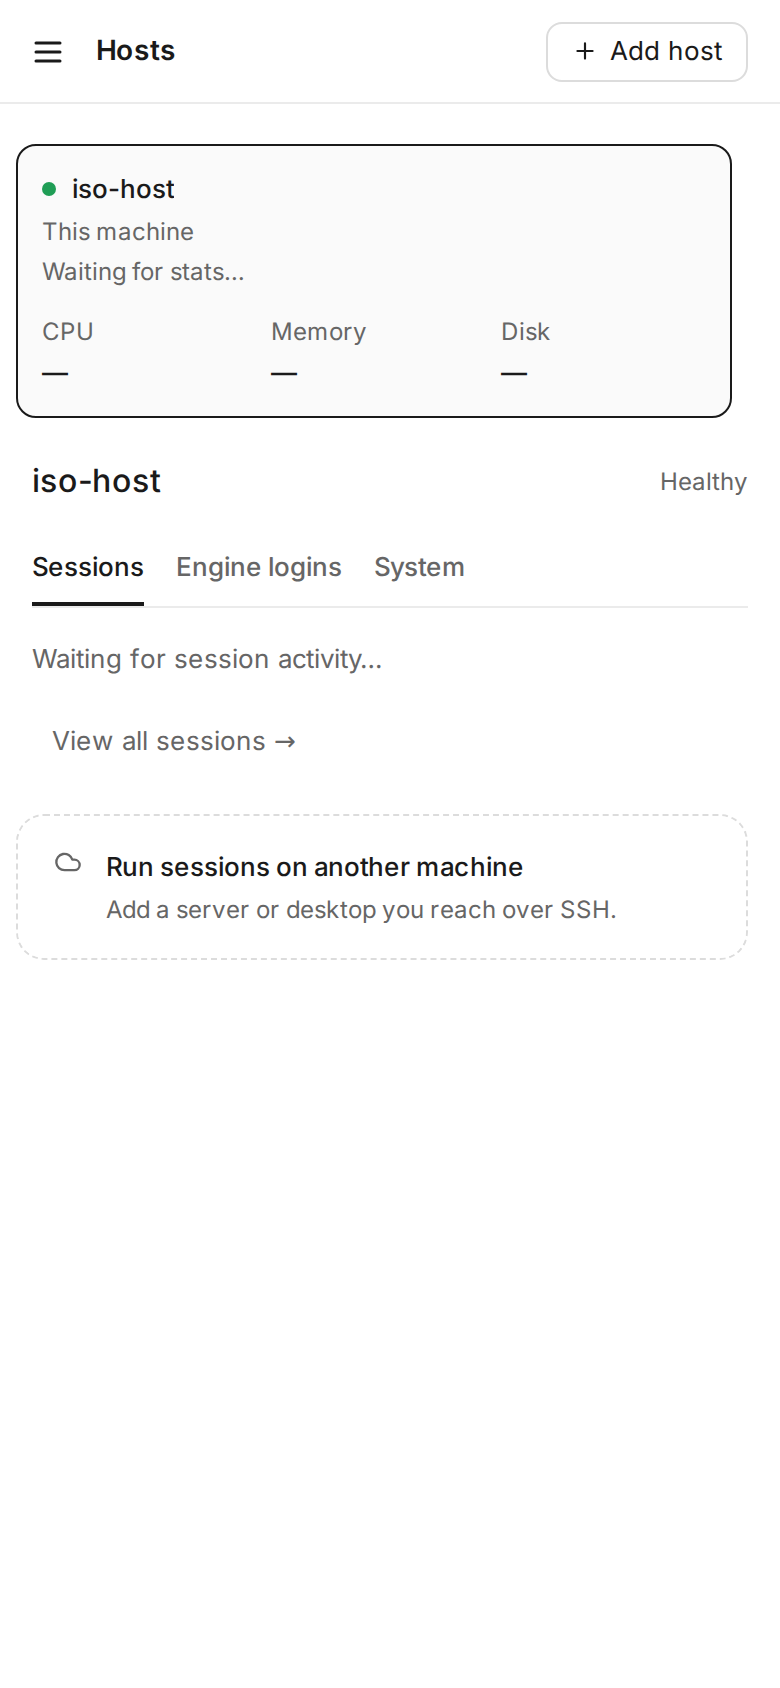 Hosts
+ Add host
iso-host
This machine
Waiting for stats...
CPU Memory Disk
— — —
iso-host
Healthy
Sessions Engine logins System
Waiting for session activity...
View all sessions →
Run sessions on another machine
Add a server or desktop you reach over SSH.